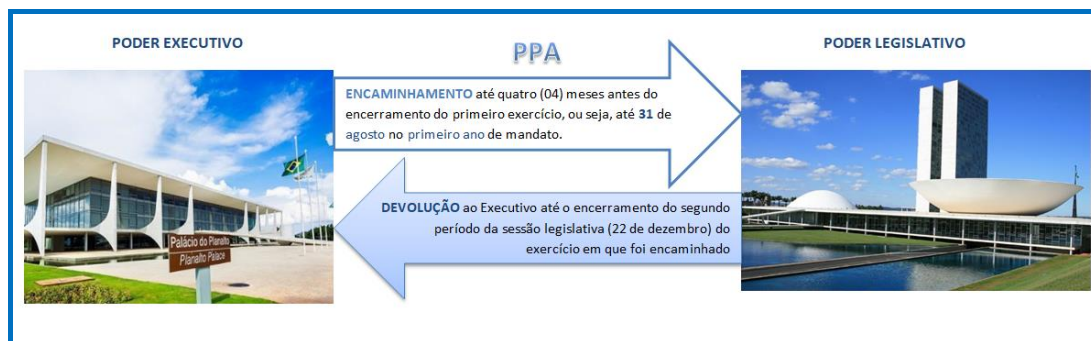 PODER EXECUTIVO
PPA
PODER LEGISLATIVO
ENCAMINHAMENTO até quatro (04) meses antes do
encerramento do primeiro exercício, ou seja, até 31 de
agosto no primeiro ano de mandato.
DEVOLUÇÃO ao Executivo até o encerramento do segundo
período da sessão legislativa (22 de dezembro) do
exercício em que foi encaminhado
Palácio do Planalto
Planalto Palace